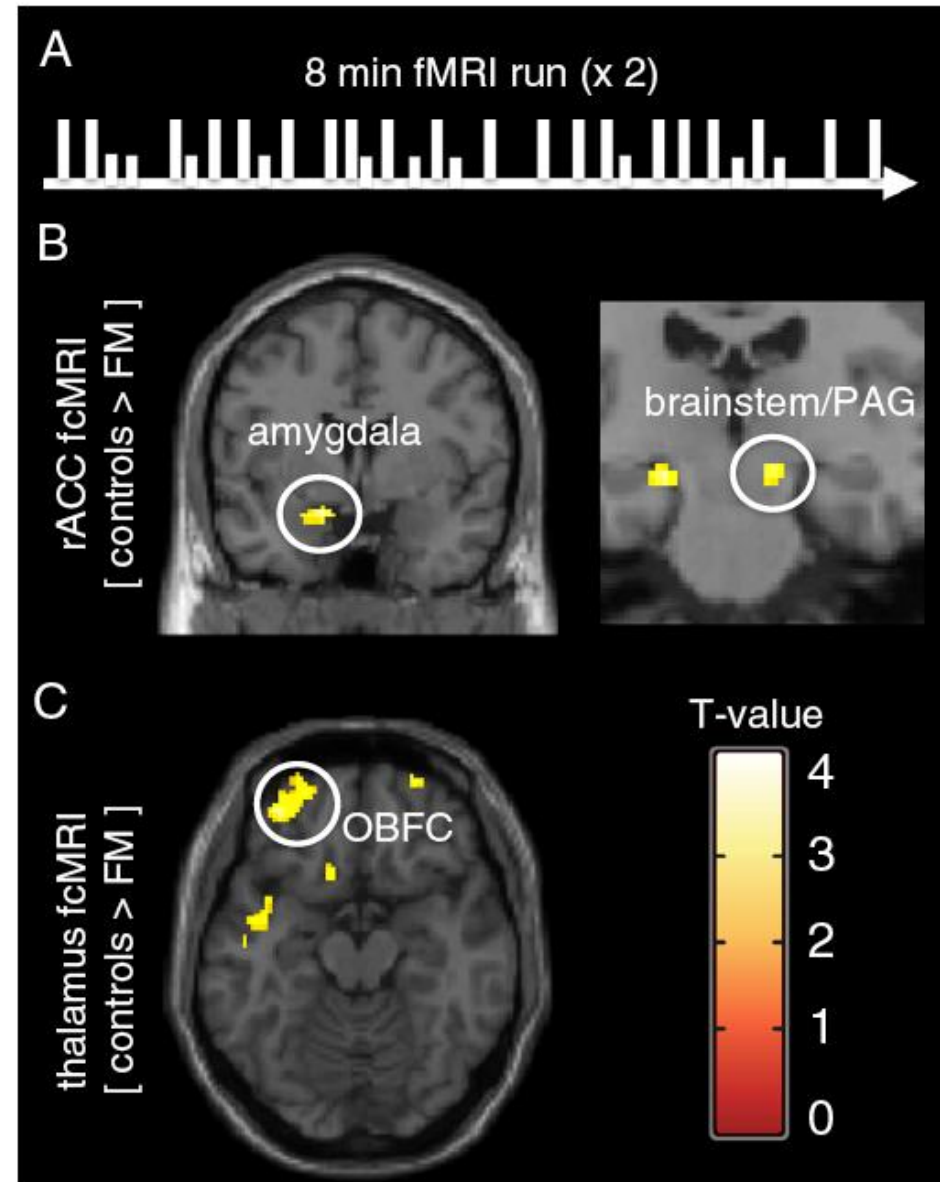 A
8 min fMRI run (x 2)
B
rACC fcMRI
[ controls > FM ]
amygdala
brainstem/PAG
C
thalamus fcMRI
[ controls > FM ]
OBFC
T-value
4
3
2
1
0